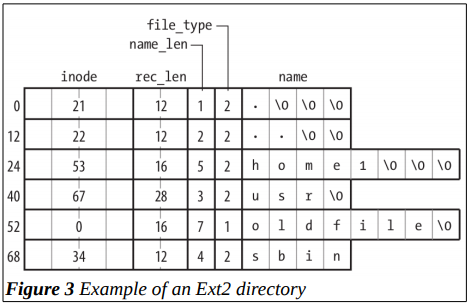 file_type
name_len
inode rec_len name
0 21 12 1 2 . \0 \0 \0
12 22 12 2 2 . . \0 \0
24 53 16 5 2 h o m e 1 \0 \0 \0
40 67 28 3 2 u s r \0
52 0 16 7 1 o l d f i l e \0
68 34 12 4 2 s b i n
Figure 3 Example of an Ext2 directory